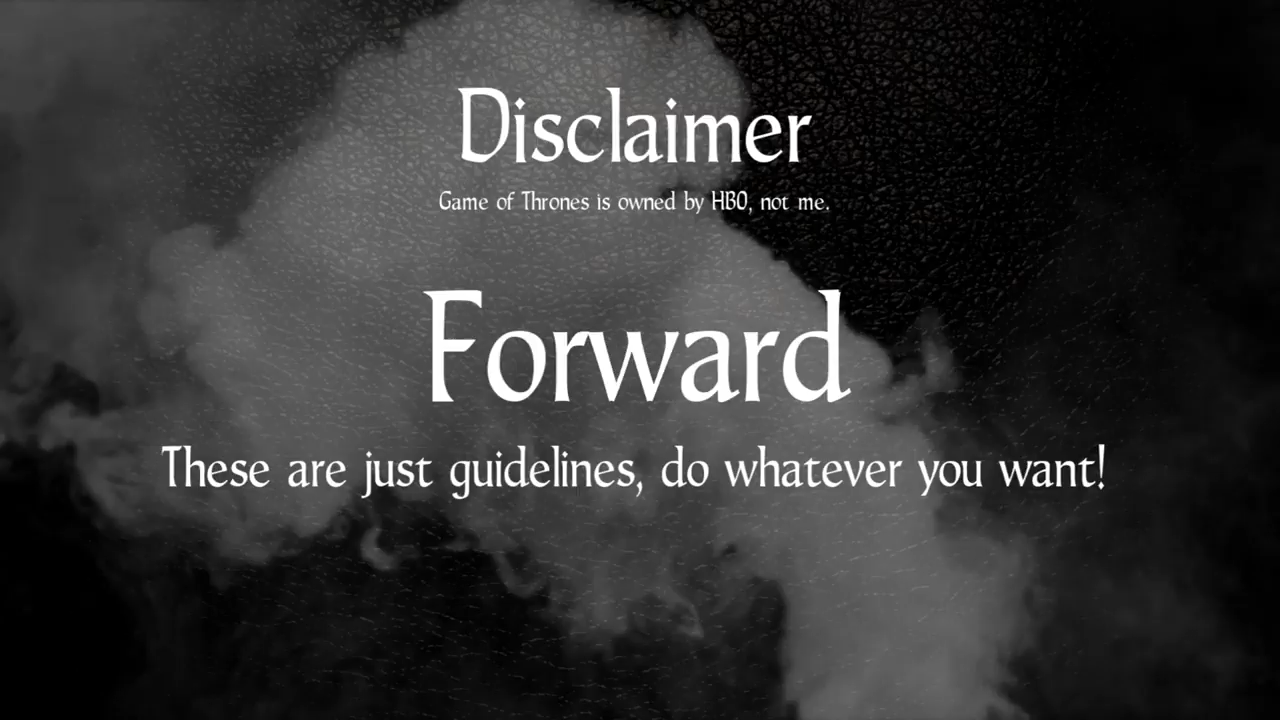 Disclaimer
Game of Thrones is owned by HBO, not me.
Forward
These are just guidelines, do whatever you want!